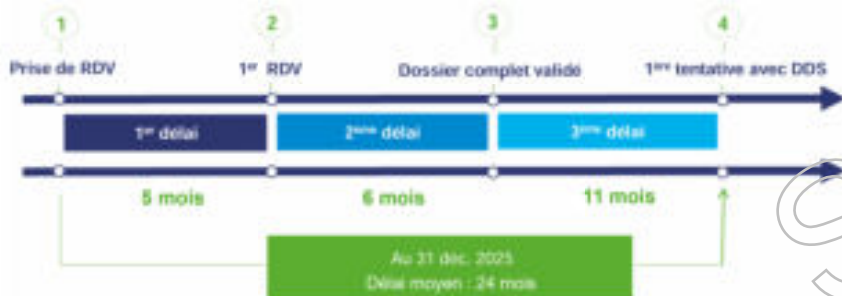 1 2 3 4
Prise de RDV 1er RDV Dossier complet validé 1ère tentative avec DDS
1er délai 2ème délai 3ème délai
5 mois 6 mois 11 mois
Au 31 déc. 2025
Délai moyen : 24 mois